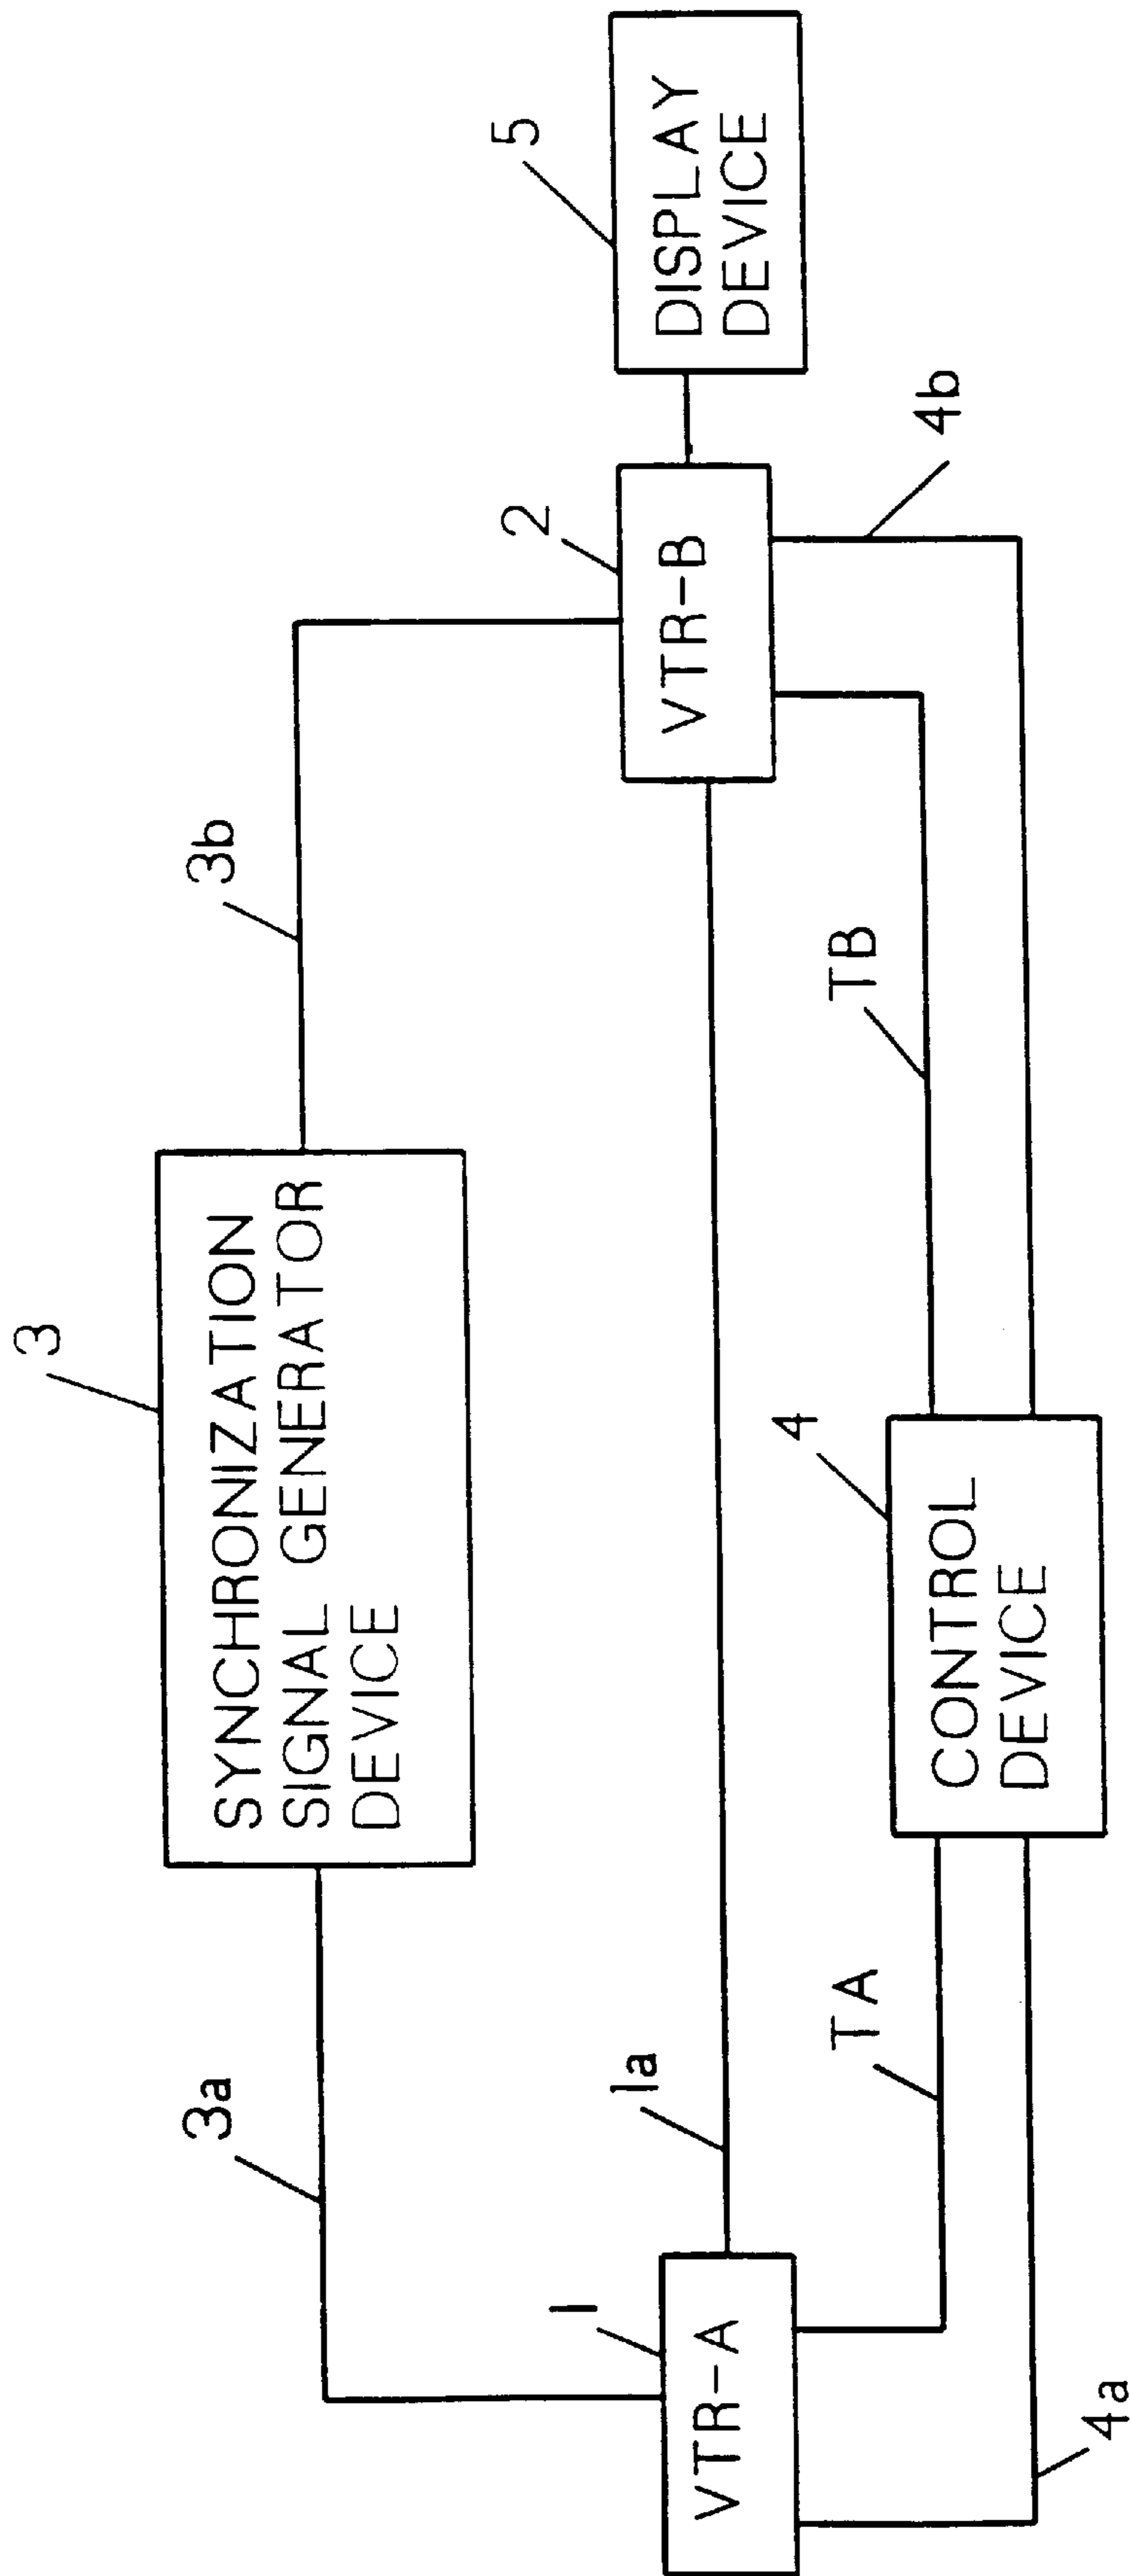 3
SYNCHRONIZATION
SIGNAL GENERATOR
DEVICE
3a
3b
1
VTR-A
1a
2
VTR-B
5
DISPLAY
DEVICE
TA
TB
4
CONTROL
DEVICE
4a
4b